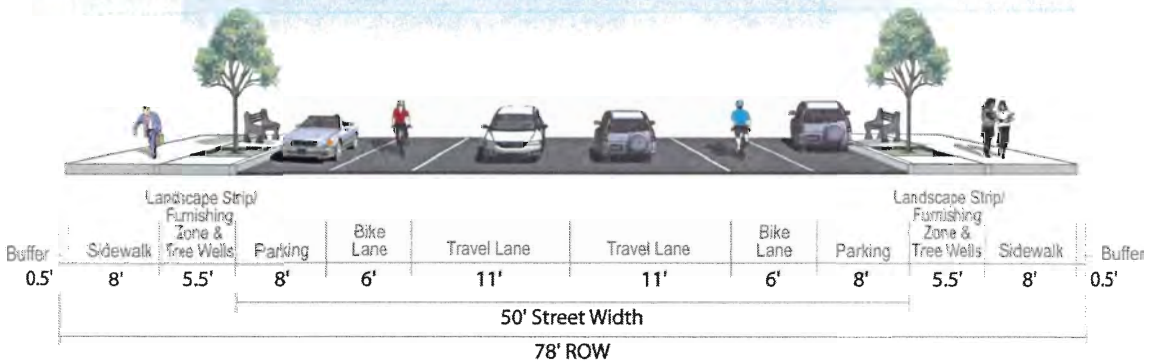 Buffer
0.5'
Sidewalk
8'
Landscape Strip/
Furnishing
Zone &
Tree Wells
5.5'
Parking
8'
Bike
Lane
6'
Travel Lane
11'
Travel Lane
11'
Bike
Lane
6'
Parking
8'
Landscape Strip/
Furnishing
Zone &
Tree Wells
5.5'
Sidewalk
8'
Buffer
0.5'
50' Street Width
78' ROW